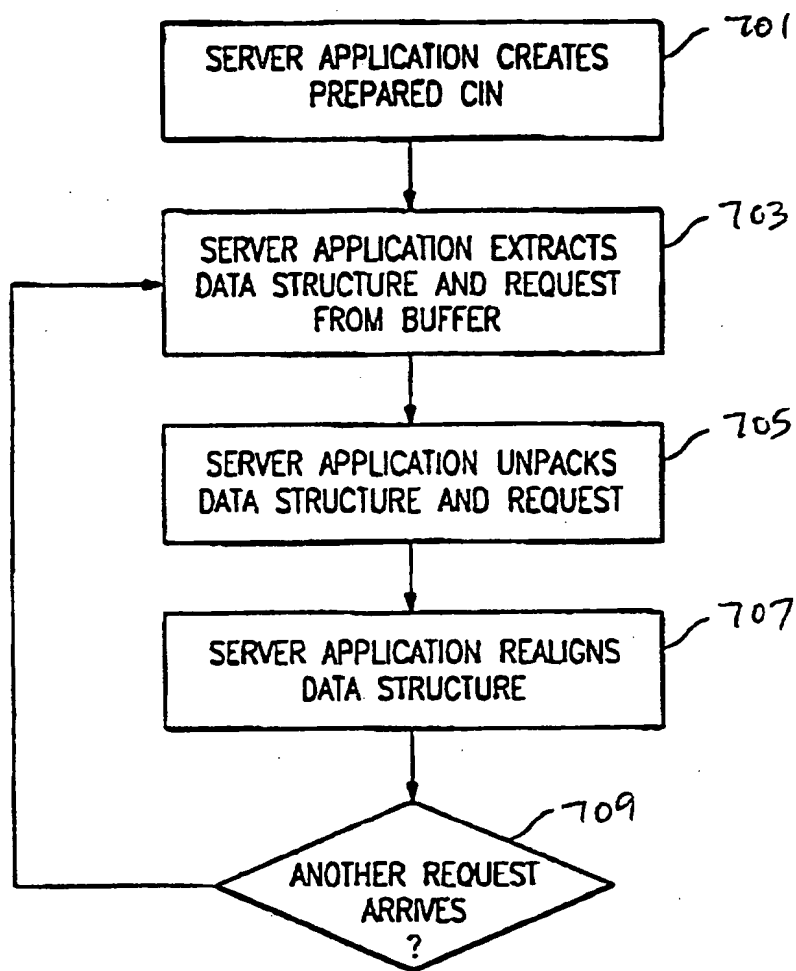 701
SERVER APPLICATION CREATES
PREPARED CIN
703
SERVER APPLICATION EXTRACTS
DATA STRUCTURE AND REQUEST
FROM BUFFER
705
SERVER APPLICATION UNPACKS
DATA STRUCTURE AND REQUEST
707
SERVER APPLICATION REALIGNS
DATA STRUCTURE
709
ANOTHER REQUEST
ARRIVES
?